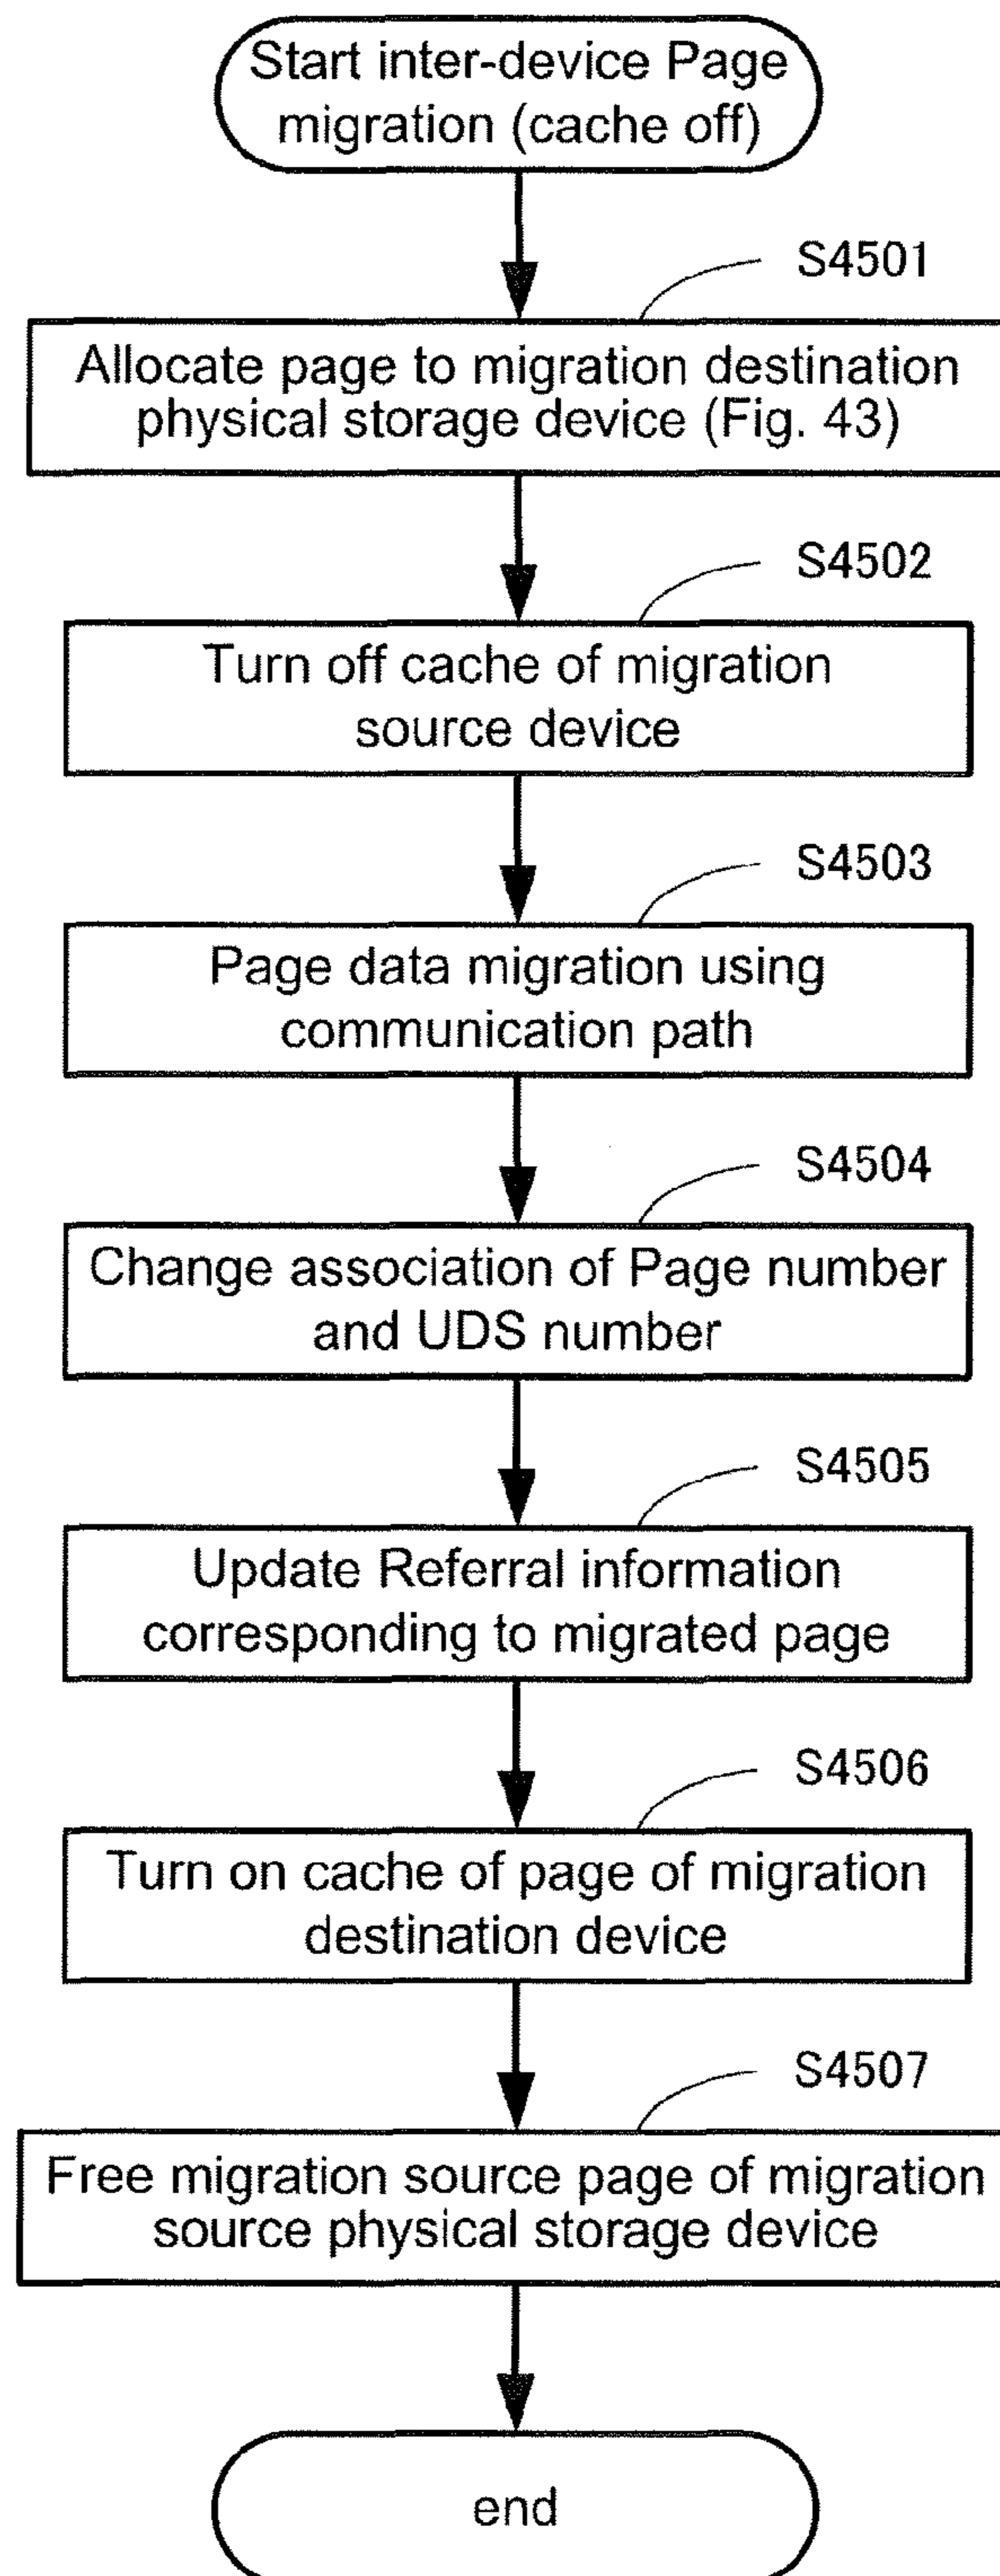 Start inter-device Page
migration (cache off)
S4501
Allocate page to migration destination
physical storage device (Fig. 43)
S4502
Turn off cache of migration
source device
S4503
Page data migration using
communication path
S4504
Change association of Page number
and UDS number
S4505
Update Referral information
corresponding to migrated page
S4506
Turn on cache of page of migration
destination device
S4507
Free migration source page of migration
source physical storage device
end